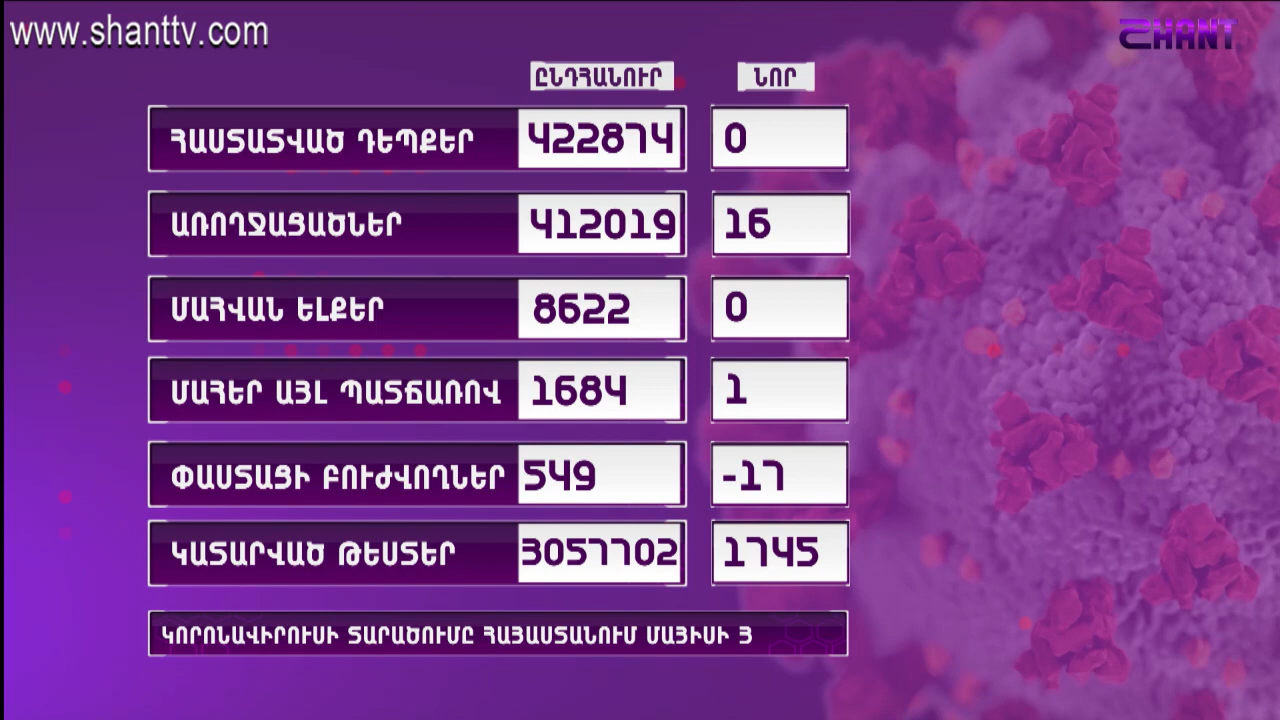 www.shanttv.com
SHANT
ԸՆԴՀԱՆՈՒՐ ՆՈՐ
ՀԱՍՏԱՏՎԱԾ ԴԵՊՔԵՐ 422874 0
ԱՌՈՂՋԱՑԱԾՆԵՐ 412019 16
ՄԱՀՎԱՆ ԵԼՔԵՐ 8622 0
ՄԱՀԵՐ ԱՅԼ ՊԱՏՃԱՌՈՎ 1684 1
ՓԱՍՏԱՑԻ ԲՈՒԺՎՈՂՆԵՐ 549 -17
ԿԱՏԱՐՎԱԾ ԹԵՍՏԵՐ 3057702 1745
ԿՈՐՈՆԱՎԻՐՈՒՍԻ ՏԱՐԱԾՈՒՄԸ ՀԱՅԱՍՏԱՆՈՒՄ ՄԱՅԻՍԻ 3